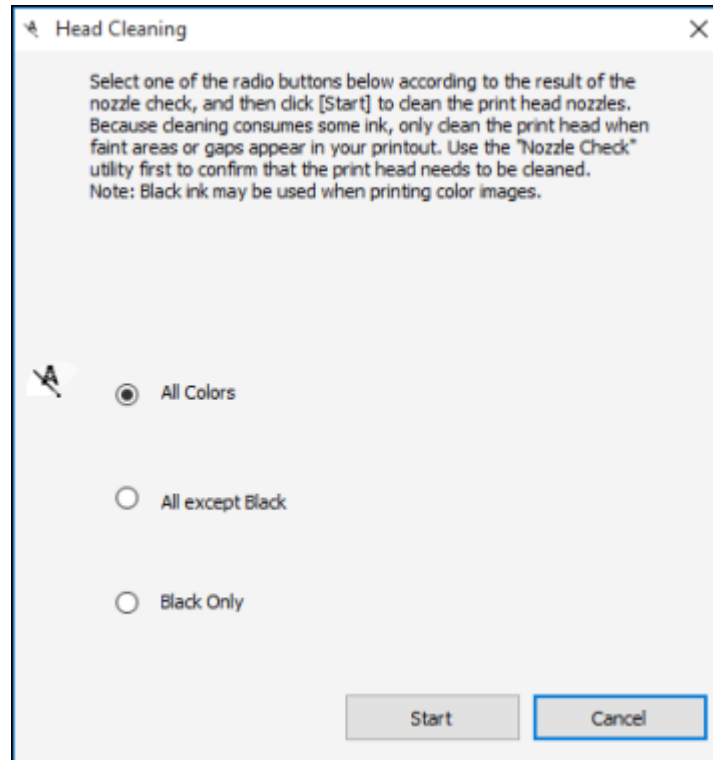 Head Cleaning
Select one of the radio buttons below according to the result of the
nozzle check, and then click [Start] to clean the print head nozzles.
Because cleaning consumes some ink, only clean the print head when
faint areas or gaps appear in your printout. Use the "Nozzle Check"
utility first to confirm that the print head needs to be cleaned.
Note: Black ink may be used when printing color images.
All Colors
All except Black
Black Only
Start
Cancel